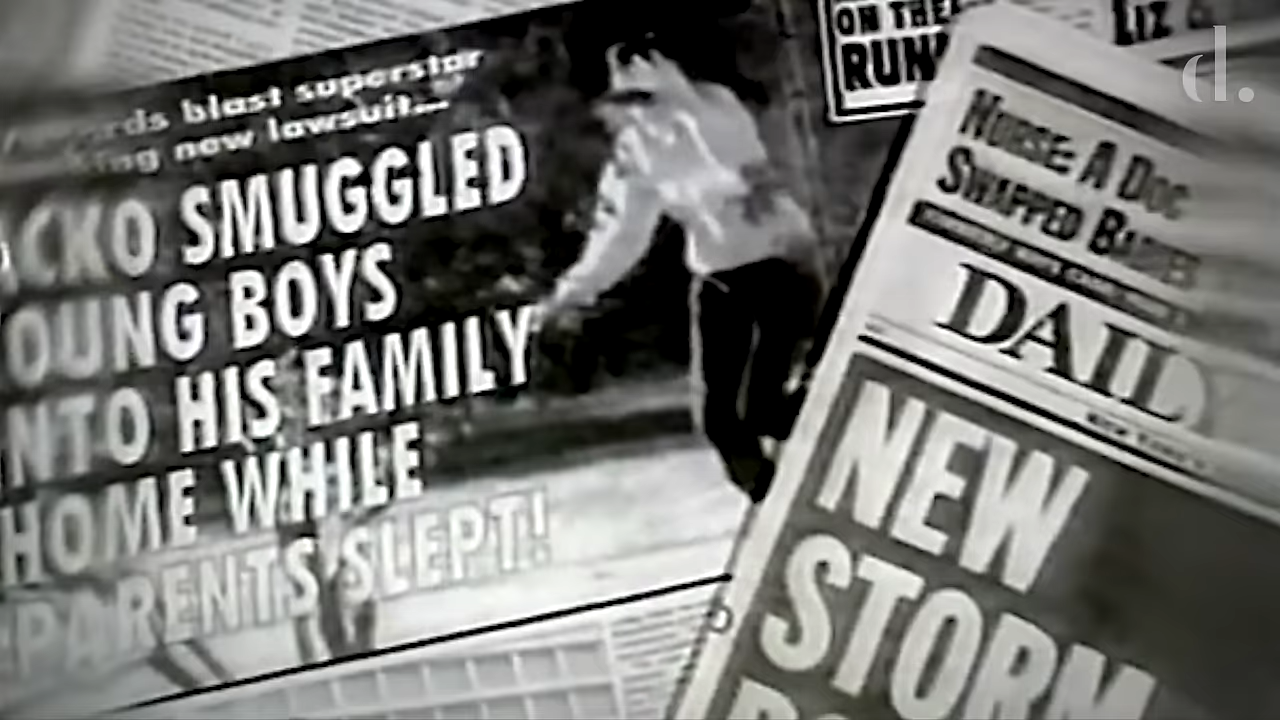 blast superstar
new lawsuit...
ACKO SMUGGLED
OUNG BOYS
NTO HIS FAMILY
HOME WHILE
PARENTS SLEPT!
ON THE
RUN
LIZ &
d.
NURSE: A DOC
SWAPPED BABIES
DAIL
NEW
STORM